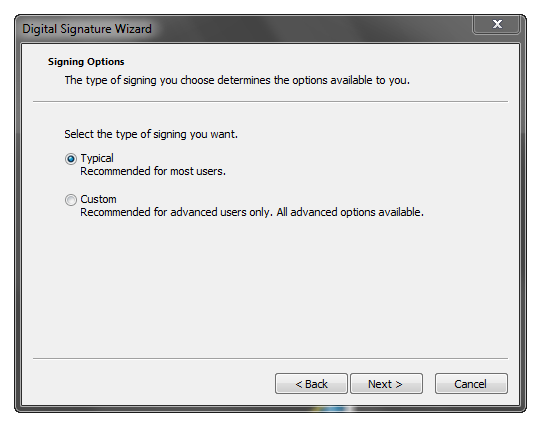 Digital Signature Wizard
x
Signing Options
The type of signing you choose determines the options available to you.
Select the type of signing you want.
Typical
Recommended for most users.
Custom
Recommended for advanced users only. All advanced options available.
< Back Next > Cancel